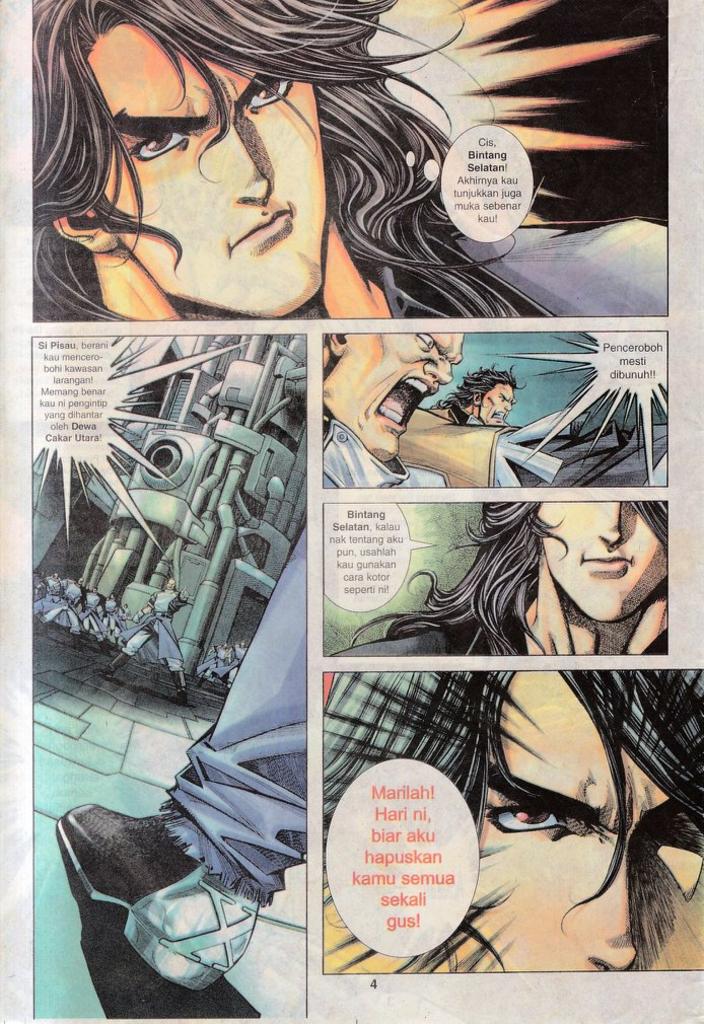 Cis,
Bintang
Selatan!
Akhirnya kau
tunjukkan juga
muka sebenar
kau!
Si Pisau, berani
kau mencero-
bohi kawasan
larangan!
Memang benar
kau ni pengintip
yang dihantar
oleh Dewa
Cakar Utara!
Penceroboh
mesti
dibunuh!!
Bintang
Selatan, kalau
nak tentang aku
pun, usahlah
kau gunakan
cara kotor
seperti ni!
Marilah!
Hari ni,
biar aku
hapuskan
kamu semua
sekali
gus!
4